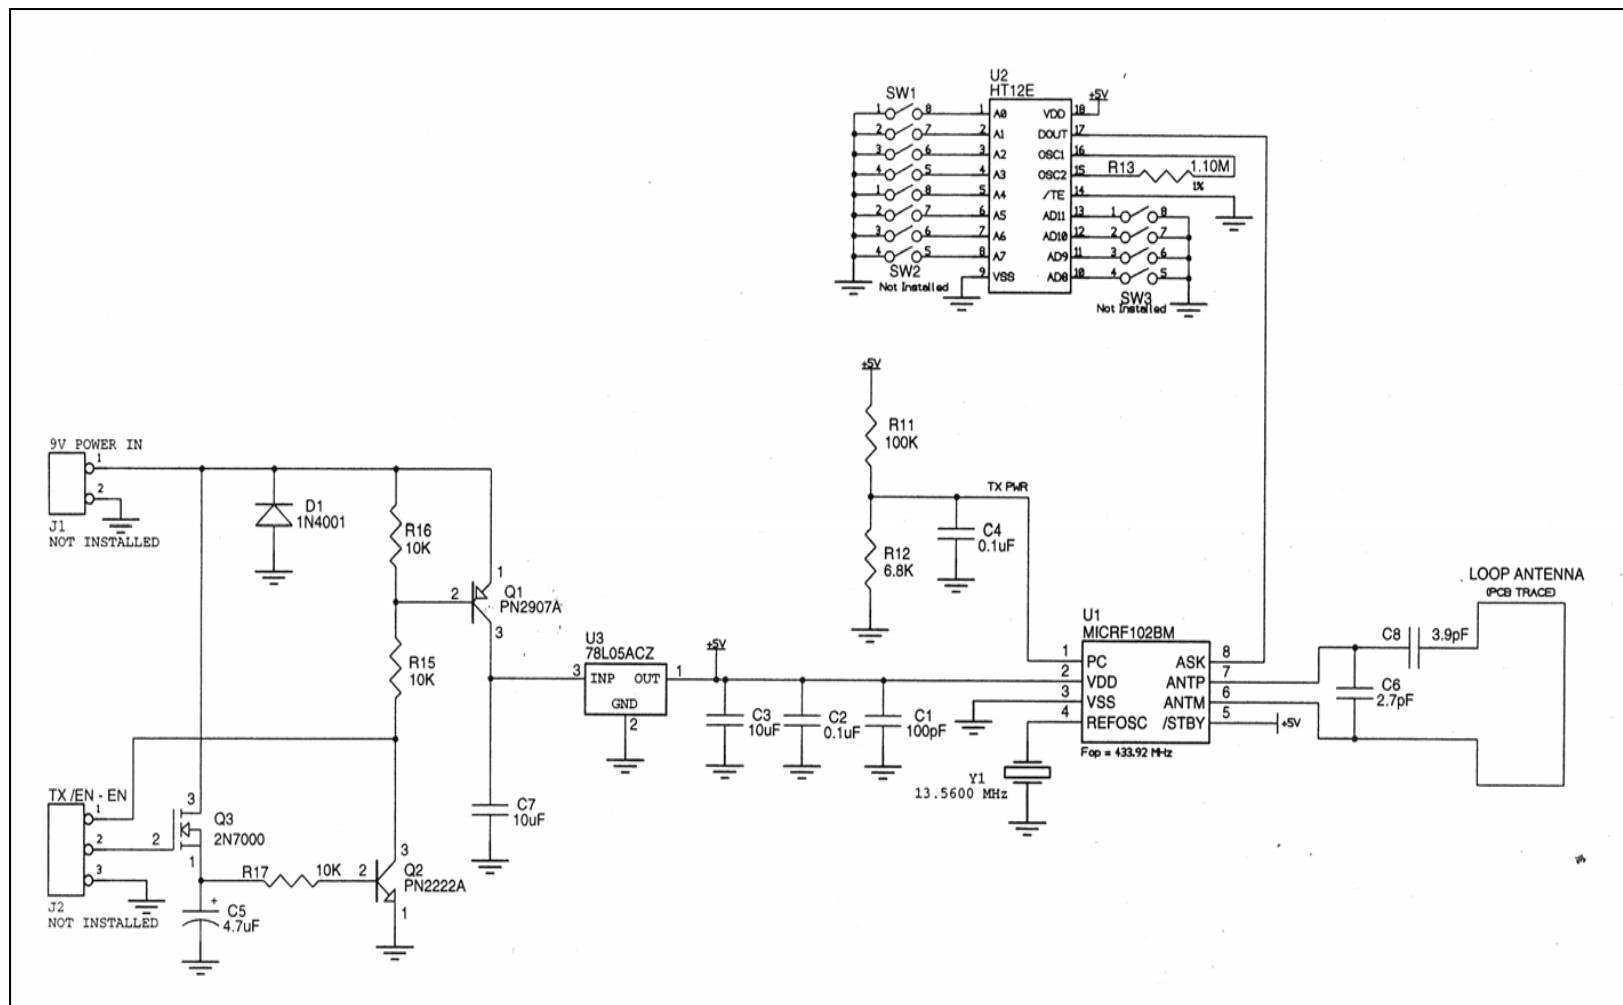 U2
HT12E
SW1
+5V
1 8 1 A0 VDD 18
2 7 2 A1 DOUT 17
3 6 3 A2 OSC1 16
4 5 4 A3 OSC2 15 R13 1.10M
1%
1 8 5 A4 /TE 14
2 7 6 A5 AD11 13 1 8
3 6 7 A6 AD10 12 2 7
4 5 8 A7 AD9 11 3 6
SW2
9 VSS AD8 10 4 5
Not Installed
SW3
Not Installed
+5V
R11
100K
TX PWR
C4
0.1uF
R12
6.8K
9V POWER IN
1
2
J1
NOT INSTALLED
D1
1N4001
R16
10K
1
2 Q1
PN2907A
3
R15
10K
U3
78L05ACZ
3 INP OUT 1
GND
2
+5V
C3
10uF
C2
0.1uF
C1
100pF
C7
10uF
U1
MICRF102BM
1 PC ASK 8
2 VDD ANTP 7
3 VSS ANTM 6
4 REFOSC /STBY 5 +5V
Fop = 433.92 MHz
Y1
13.5600 MHz
LOOP ANTENNA
(PCB TRACE)
C8 3.9pF
C6
2.7pF
TX /EN - EN
1
2
3
J2
NOT INSTALLED
3
Q3
2N7000
2
1
R17 10K
+
C5
4.7uF
3
2 Q2
PN2222A
1